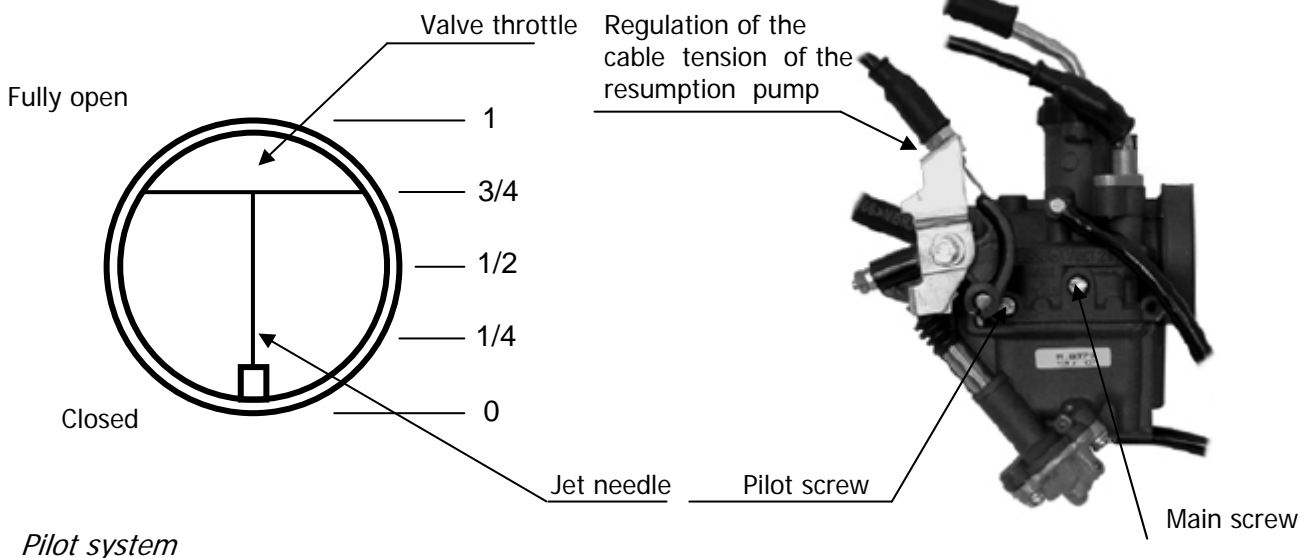 Valve throttle
Regulation of the
cable tension of the
resumption pump
Fully open
1
3/4
1/2
1/4
0
Closed
Jet needle
Pilot screw
Main screw
Pilot system